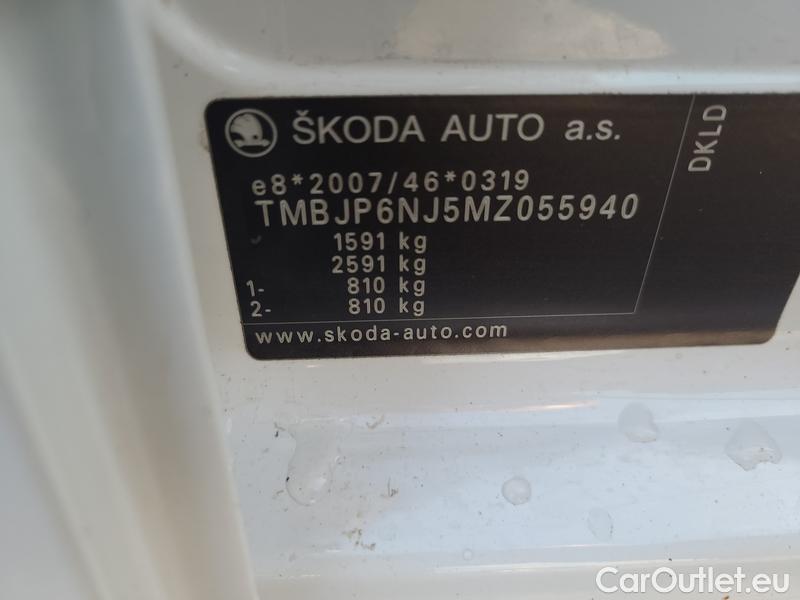 ŠKODA AUTO a.s.
DKLD
e8*2007/46*0319
TMBJP6NJ5MZ055940
1591 kg
2591 kg
1- 810 kg
2- 810 kg
www.skoda-auto.com
CarOutlet.eu